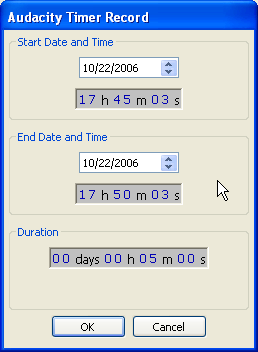 Audacity Timer Record
Start Date and Time
10/22/2006
17 h 45 m 03 s
End Date and Time
10/22/2006
17 h 50 m 03 s
Duration
00 days 00 h 05 m 00 s
OK Cancel